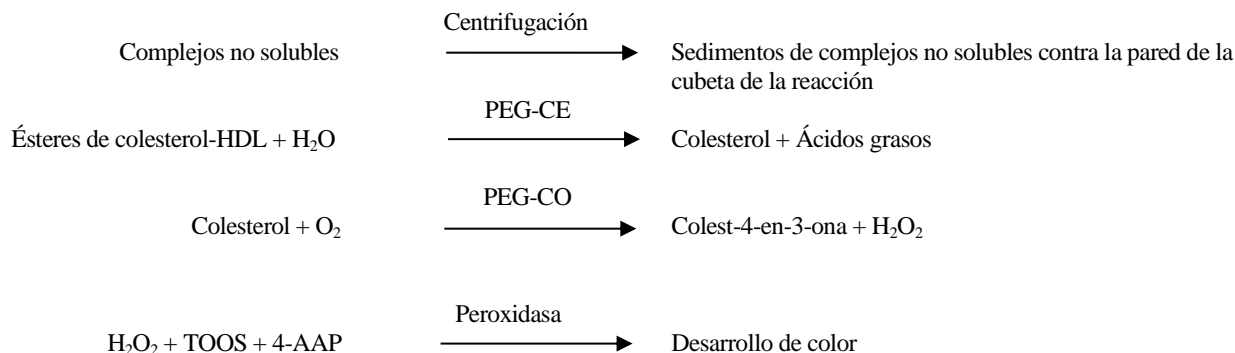 Centrifugación
Complejos no solubles
Sedimentos de complejos no solubles contra la pared de la
cubeta de la reacción
PEG-CE
Ésteres de colesterol-HDL + H₂O
Colesterol + Ácidos grasos
PEG-CO
Colesterol + O₂
Colest-4-en-3-ona + H₂O₂
Peroxidasa
H₂O₂ + TOOS + 4-AAP
Desarrollo de color